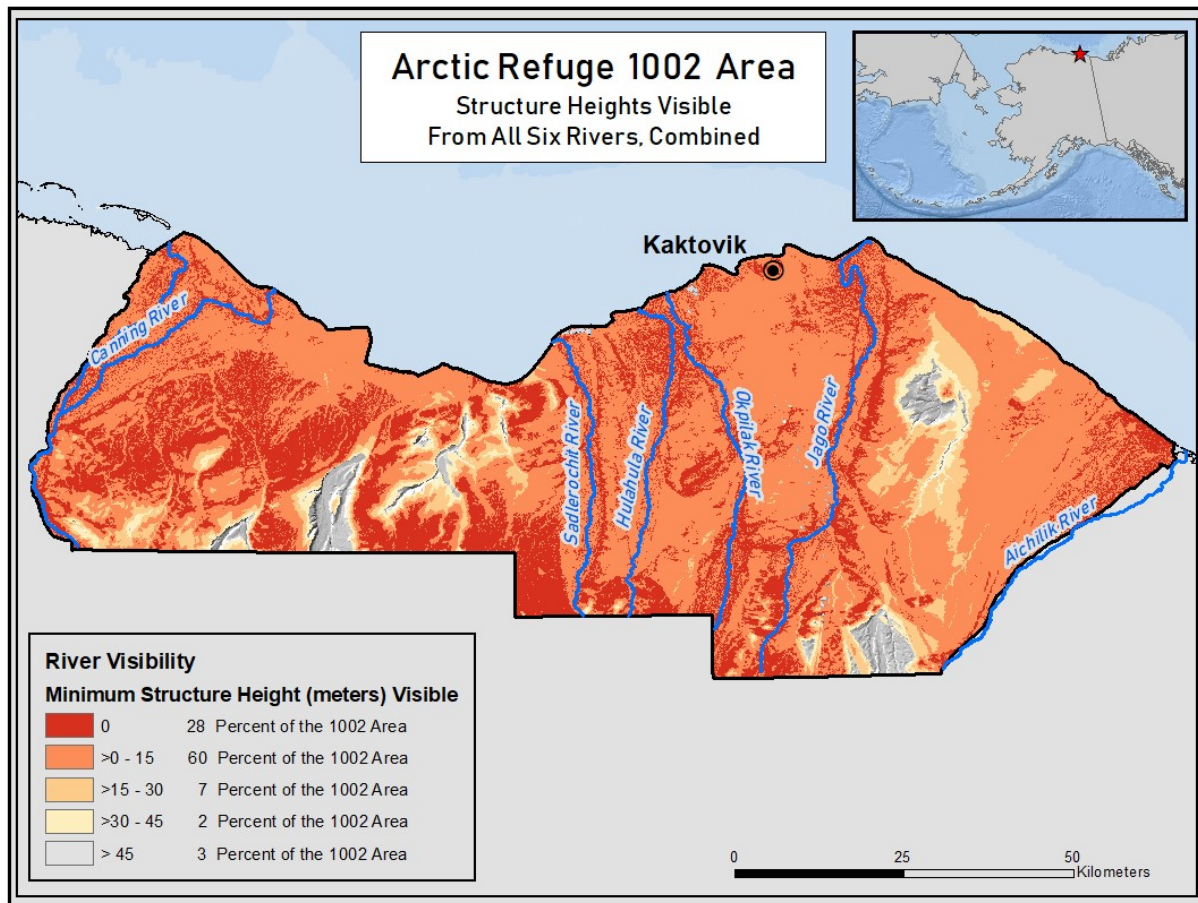 Arctic Refuge 1002 Area
Structure Heights Visible
From All Six Rivers, Combined
Kaktovik
Canning River
Sadlerochit River
Hulahula River
Okpilak River
Jago River
Aichilik River
River Visibility
Minimum Structure Height (meters) Visible
0 28 Percent of the 1002 Area
>0 - 15 60 Percent of the 1002 Area
>15 - 30 7 Percent of the 1002 Area
>30 - 45 2 Percent of the 1002 Area
> 45 3 Percent of the 1002 Area
0 25 50
Kilometers